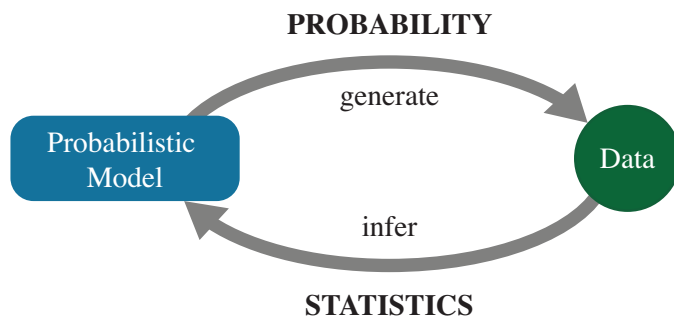 PROBABILITY
generate
Probabilistic
Model
Data
infer
STATISTICS